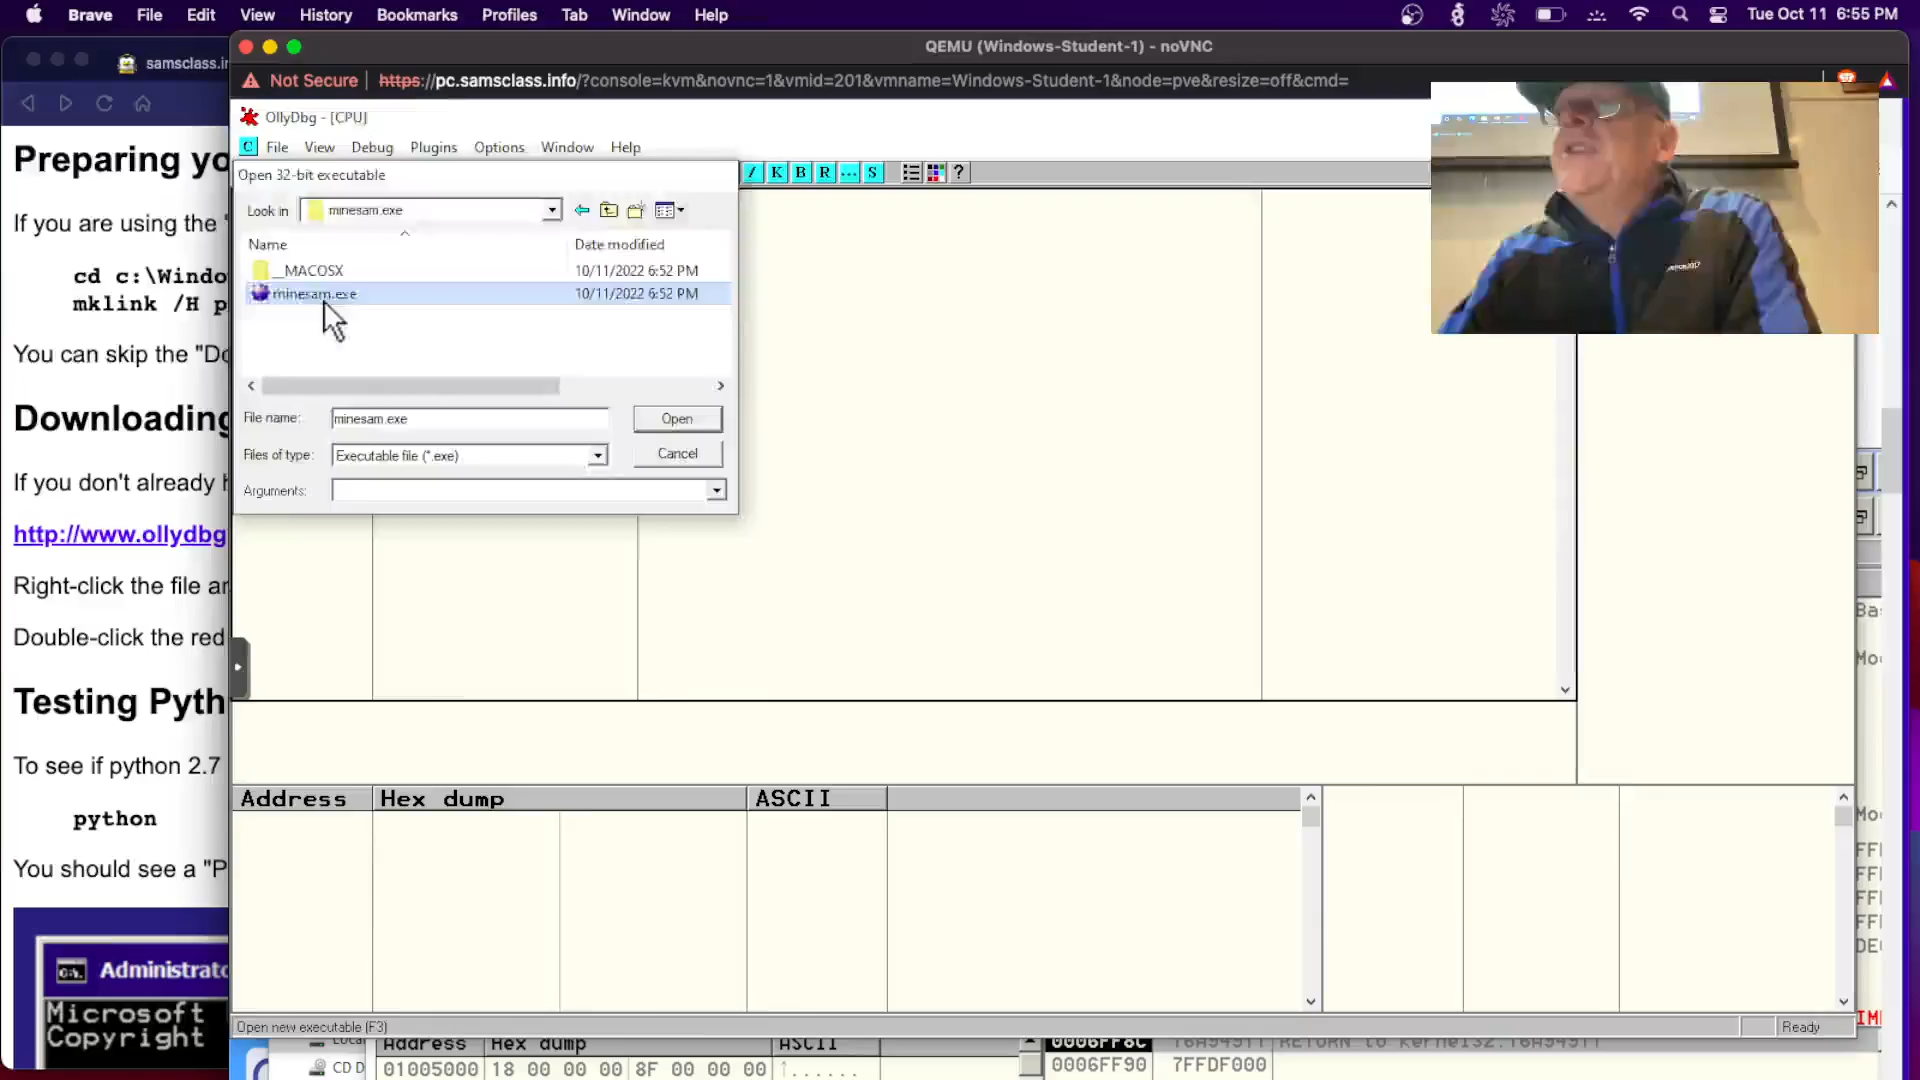 Brave File Edit View History Bookmarks Profiles Tab Window Help
Tue Oct 11 6:55 PM
QEMU (Windows-Student-1) - noVNC
Not Secure | https://pc.samsclass.info/?console=kvm&novnc=1&vmid=201&vmname=Windows-Student-1&node=pve&resize=off&cmd=
OllyDbg - [CPU]
C File View Debug Plugins Options Window Help
/ K B R ... S ?
Open 32-bit executable
Look in minesam.exe
Name Date modified
__MACOSX 10/11/2022 6:52 PM
minesam.exe 10/11/2022 6:52 PM
File name: minesam.exe Open
Files of type: Executable file (*.exe) Cancel
Arguments:
Address Hex dump ASCII
Open new executable (F3)
Ready
Address Hex dump ASCII
01005000 18 00 00 00 8F 00 00 00
0006FF8C
0006FF90 7FFDF000
Preparing
If you are using the
cd
mklink /H
You can skip the
Downloading
If you don't already
http://www.ollydbg
Right-click the file
Double-click the red
Testing
To see if python 2.7
python
You should see a
Microsoft
Copyright
CD